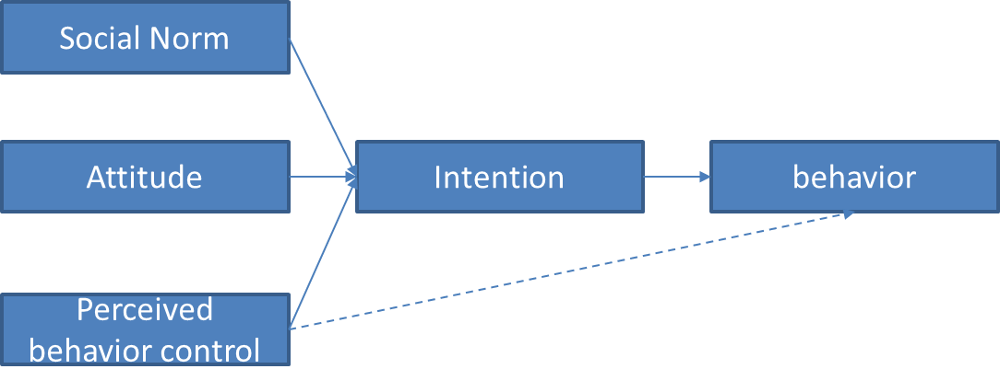 Social Norm
Attitude
Intention
behavior
Perceived
behavior control